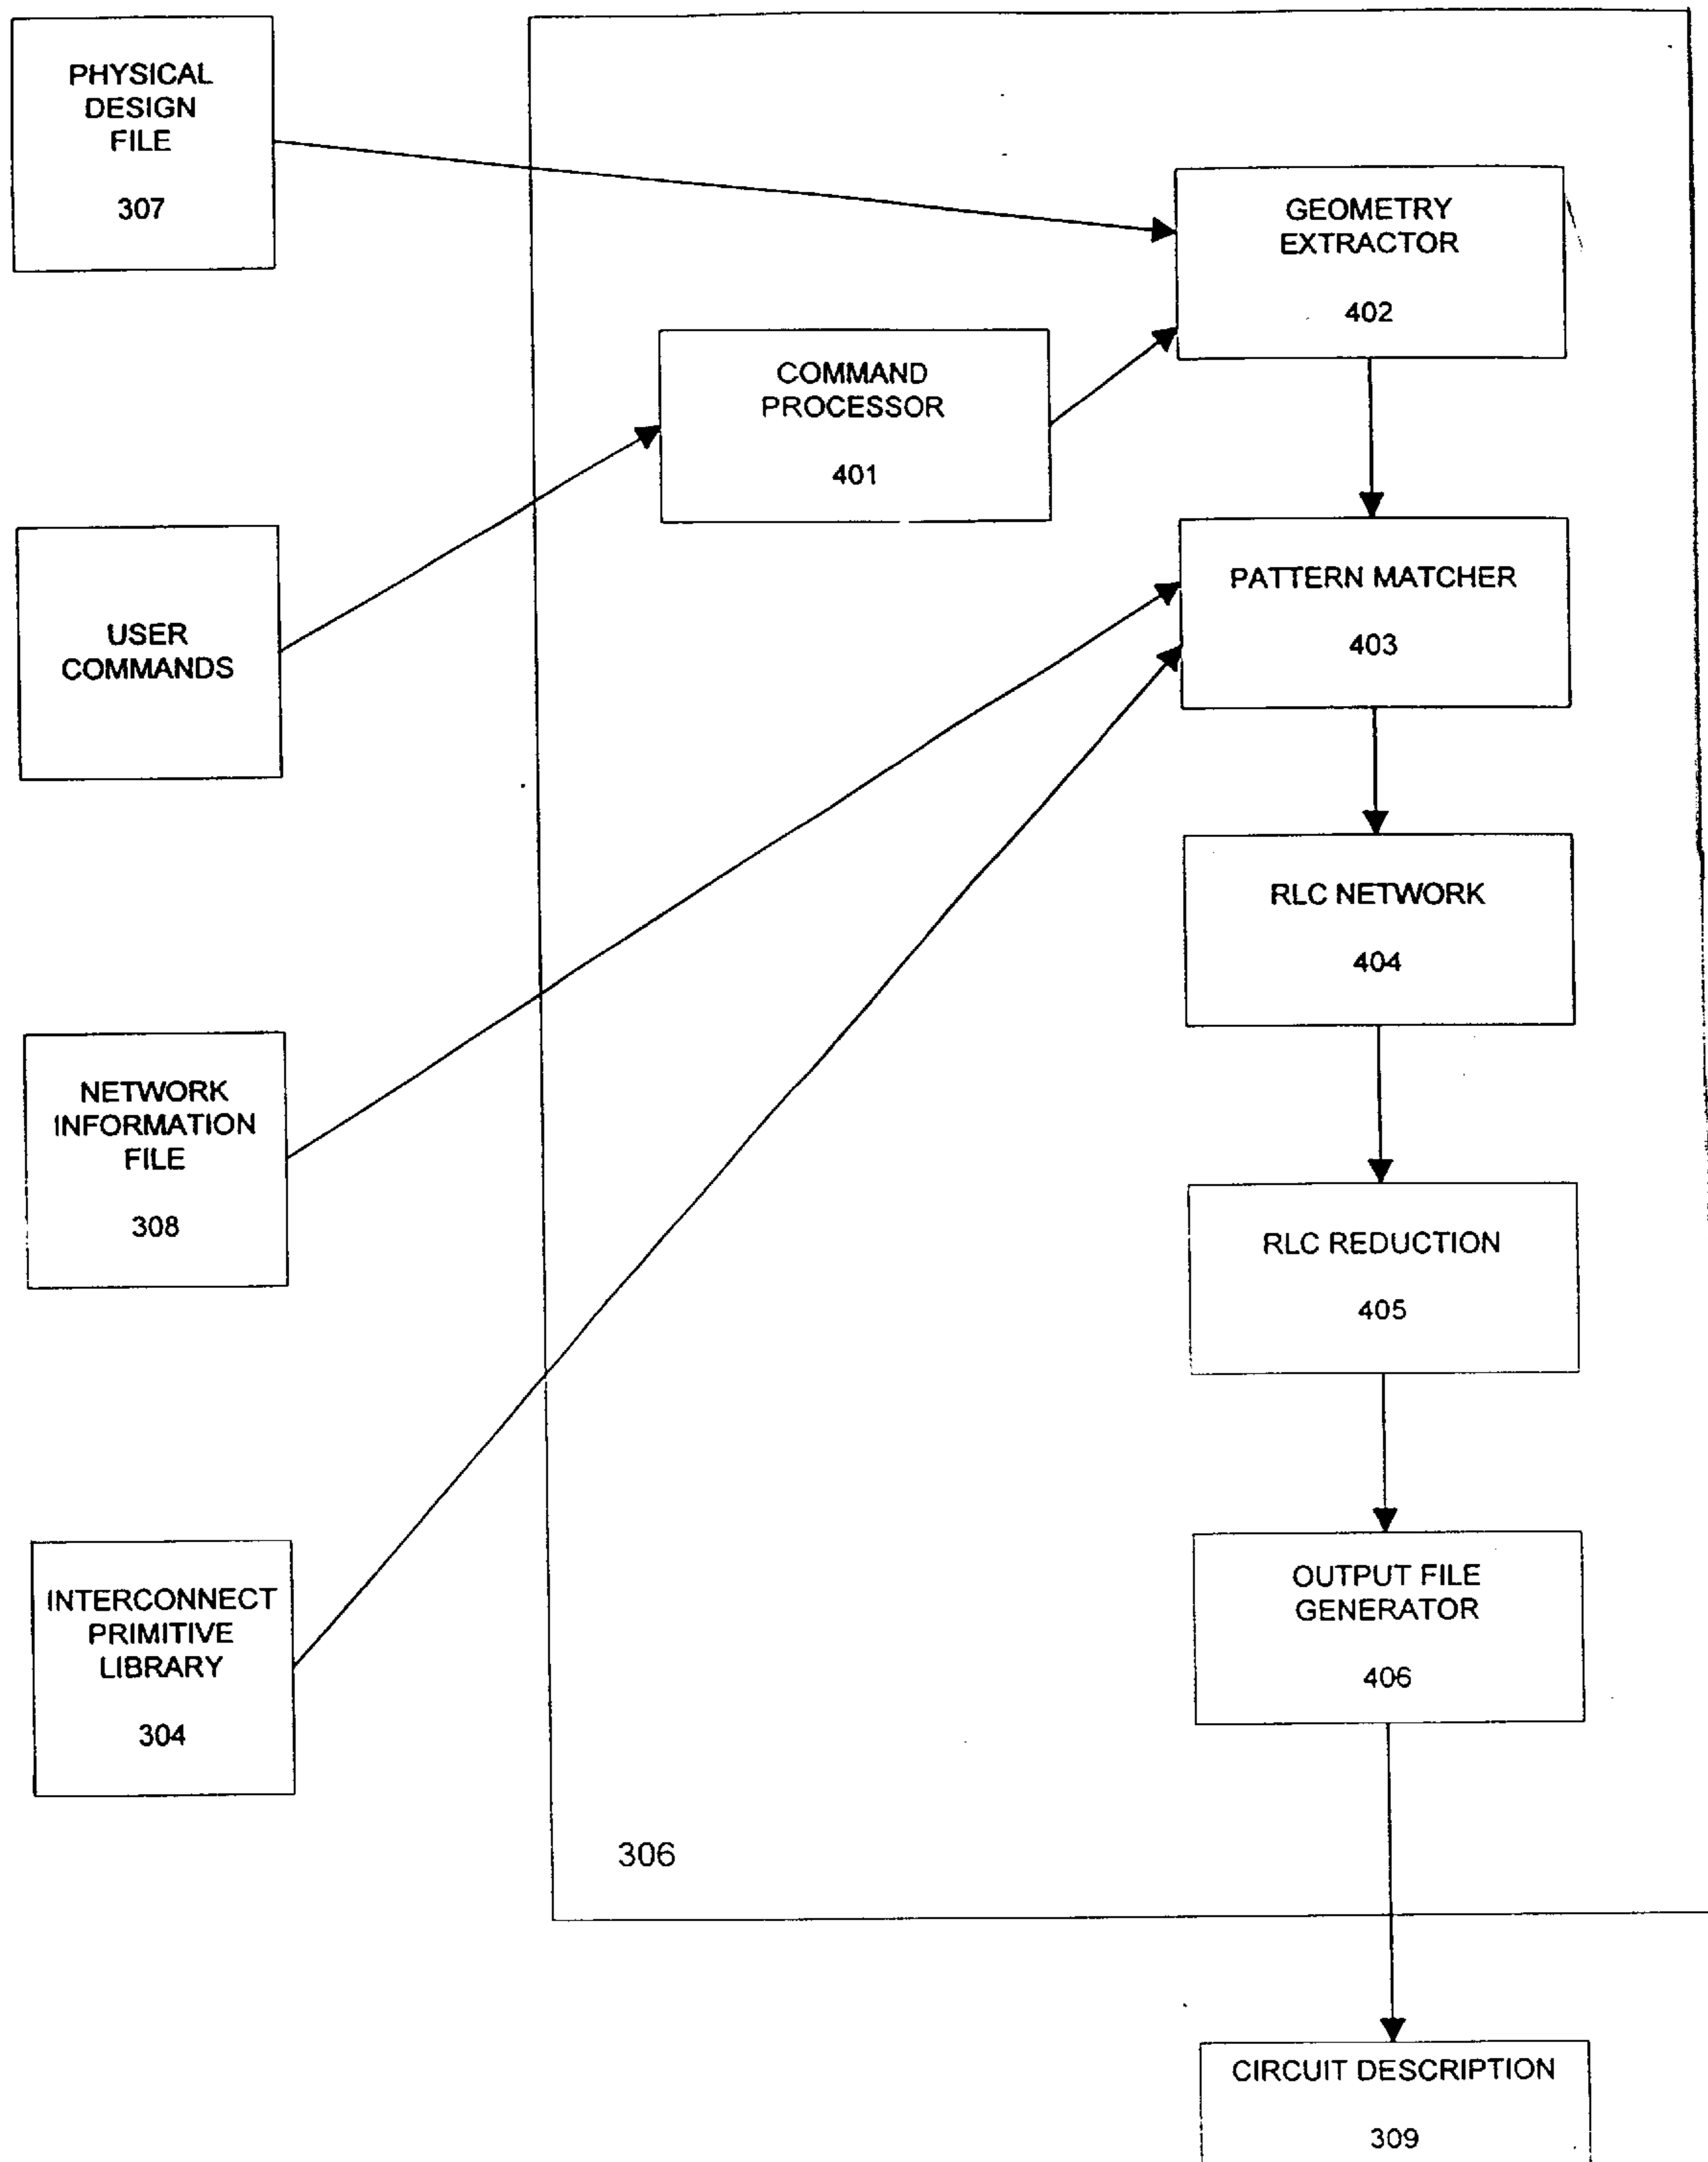 PHYSICAL
DESIGN
FILE
307
GEOMETRY
EXTRACTOR
402
COMMAND
PROCESSOR
401
USER
COMMANDS
PATTERN MATCHER
403
RLC NETWORK
404
NETWORK
INFORMATION
FILE
308
RLC REDUCTION
405
INTERCONNECT
PRIMITIVE
LIBRARY
304
OUTPUT FILE
GENERATOR
406
306
CIRCUIT DESCRIPTION
309